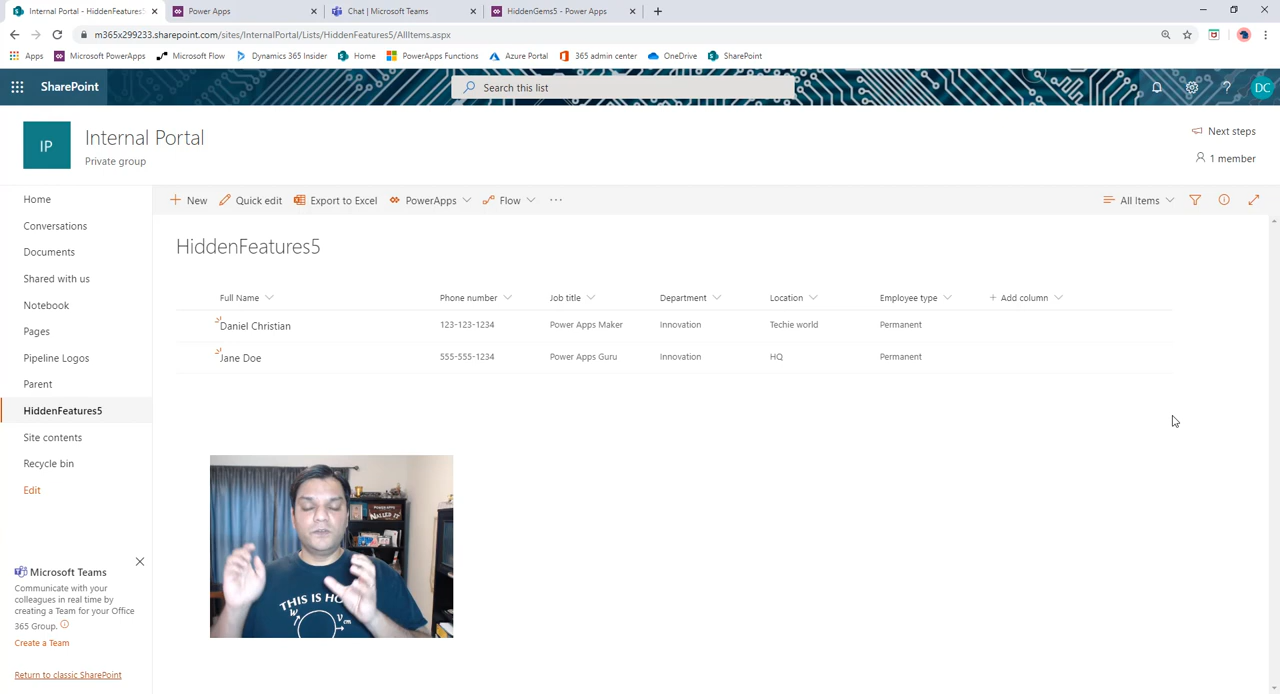 Internal Portal - HiddenFeatures5
Power Apps
Chat | Microsoft Teams
HiddenGems5 - Power Apps
m365x299233.sharepoint.com/sites/InternalPortal/Lists/HiddenFeatures5/AllItems.aspx
Apps
Microsoft PowerApps
Microsoft Flow
Dynamics 365 Insider
Home
PowerApps Functions
Azure Portal
365 admin center
OneDrive
SharePoint
SharePoint
Search this list
DC
IP
Internal Portal
Private group
Next steps
1 member
Home
Conversations
Documents
Shared with us
Notebook
Pages
Pipeline Logos
Parent
HiddenFeatures5
Site contents
Recycle bin
Edit
New
Quick edit
Export to Excel
PowerApps
Flow
All Items
HiddenFeatures5
Full Name Phone number Job title Department Location Employee type + Add column
Daniel Christian 123-123-1234 Power Apps Maker Innovation Techie world Permanent
Jane Doe 555-555-1234 Power Apps Guru Innovation HQ Permanent
NAILED IT
THIS IS HO
Microsoft Teams
Communicate with your
colleagues in real time by
creating a Team for your Office
365 Group.
Create a Team
Return to classic SharePoint